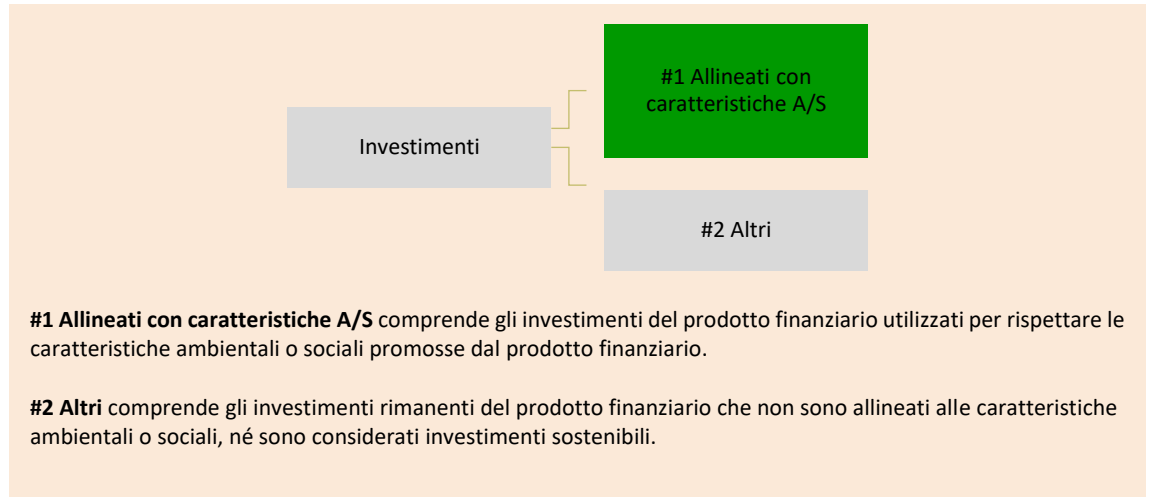 #1 Allineati con
caratteristiche A/S
Investimenti
#2 Altri
#1 Allineati con caratteristiche A/S comprende gli investimenti del prodotto finanziario utilizzati per rispettare le
caratteristiche ambientali o sociali promosse dal prodotto finanziario.
#2 Altri comprende gli investimenti rimanenti del prodotto finanziario che non sono allineati alle caratteristiche
ambientali o sociali, né sono considerati investimenti sostenibili.